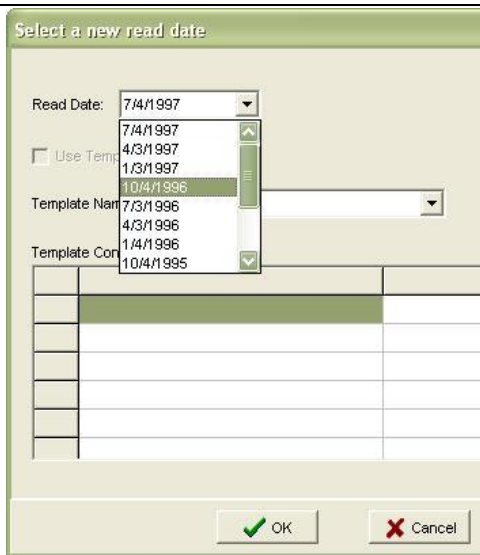 Select a new read date
Read Date: 7/4/1997
7/4/1997
4/3/1997
Use Temp
1/3/1997
10/4/1996
Template Nam
7/3/1996
4/3/1996
1/4/1996
Template Con
10/4/1995
OK Cancel